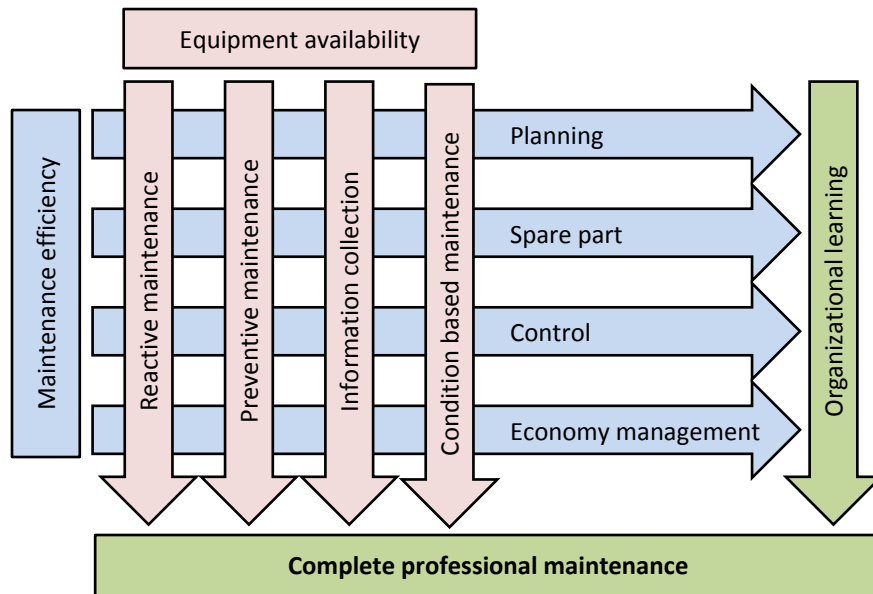 Equipment availability
Maintenance efficiency
Reactive maintenance
Preventive maintenance
Information collection
Condition based maintenance
Planning
Spare part
Control
Economy management
Organizational learning
Complete professional maintenance